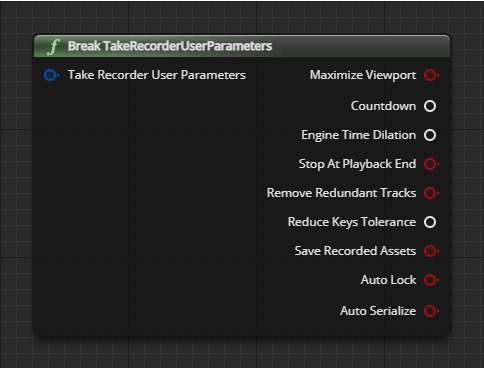 f Break TakeRecorderUserParameters
Take Recorder User Parameters Maximize Viewport
Countdown
Engine Time Dilation
Stop At Playback End
Remove Redundant Tracks
Reduce Keys Tolerance
Save Recorded Assets
Auto Lock
Auto Serialize